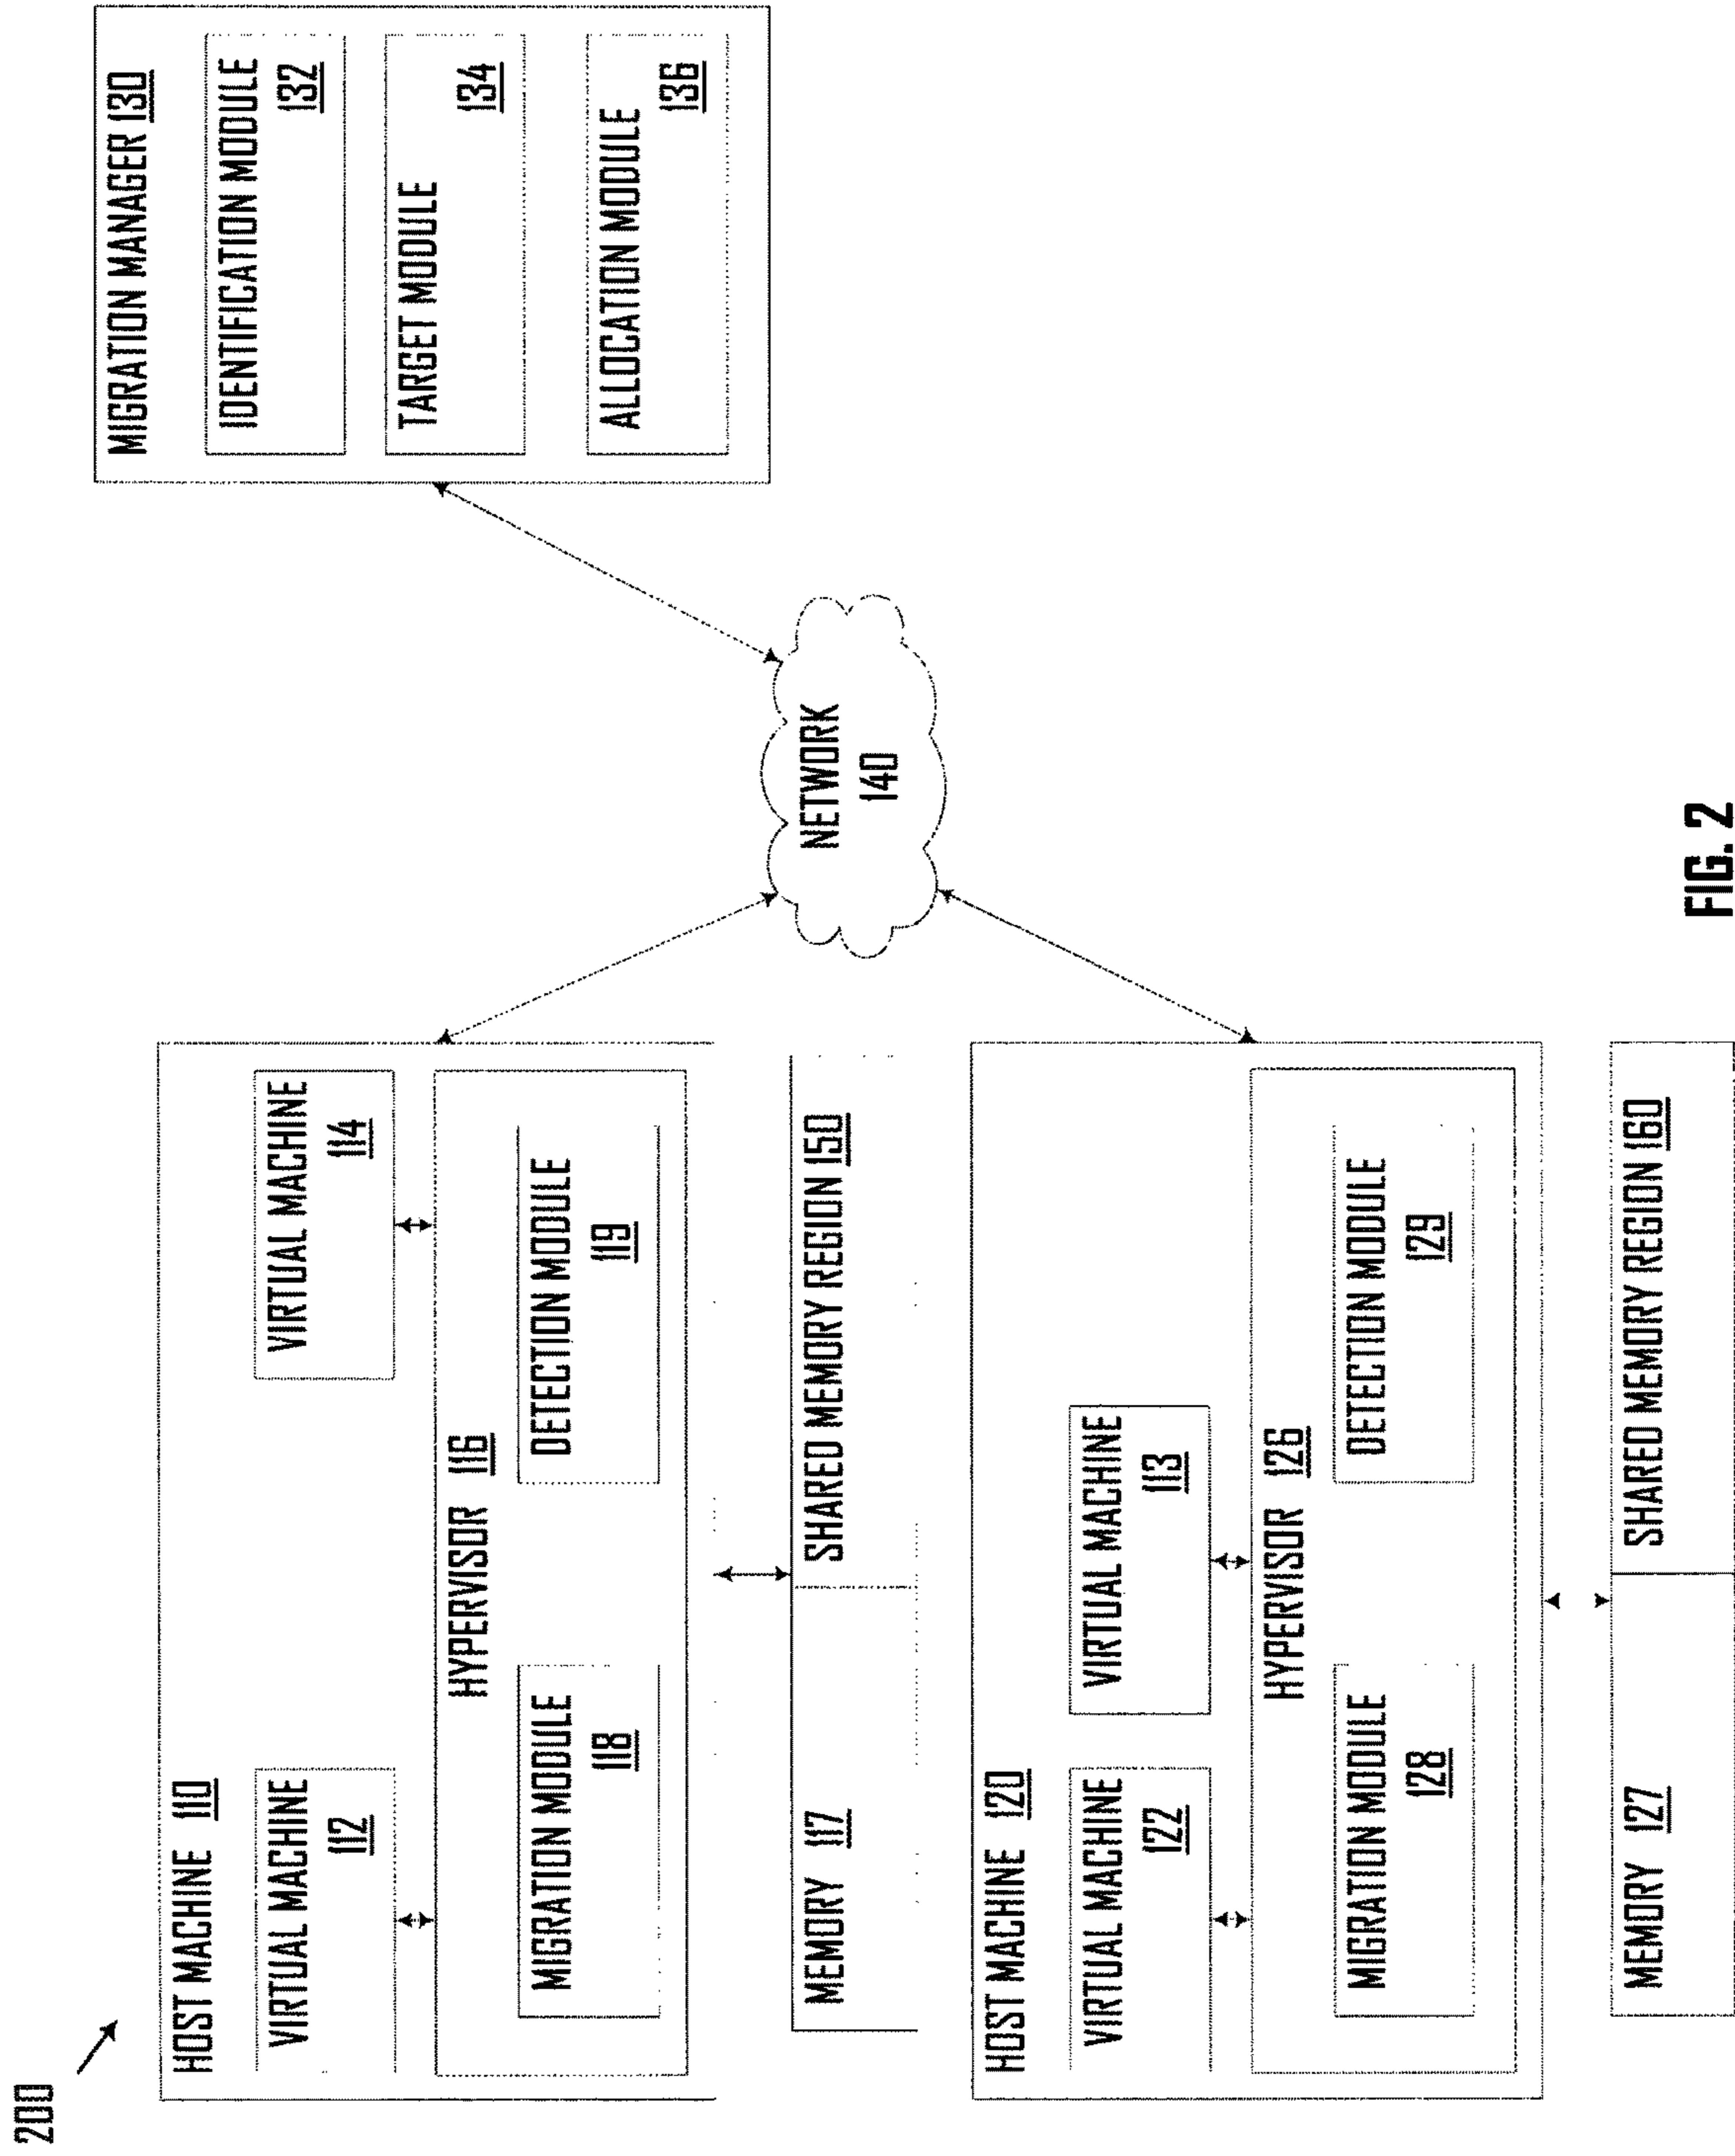 200
HOST MACHINE 110
VIRTUAL MACHINE
112
VIRTUAL MACHINE
114
HYPERVISOR 116
MIGRATION MODULE
118
DETECTION MODULE
119
MEMORY 117
SHARED MEMORY REGION 150
HOST MACHINE 120
VIRTUAL MACHINE
122
VIRTUAL MACHINE
113
HYPERVISOR 126
MIGRATION MODULE
128
DETECTION MODULE
129
MEMORY 127
SHARED MEMORY REGION 160
NETWORK
140
MIGRATION MANAGER 130
IDENTIFICATION MODULE
132
TARGET MODULE
134
ALLOCATION MODULE
136
FIG. 2